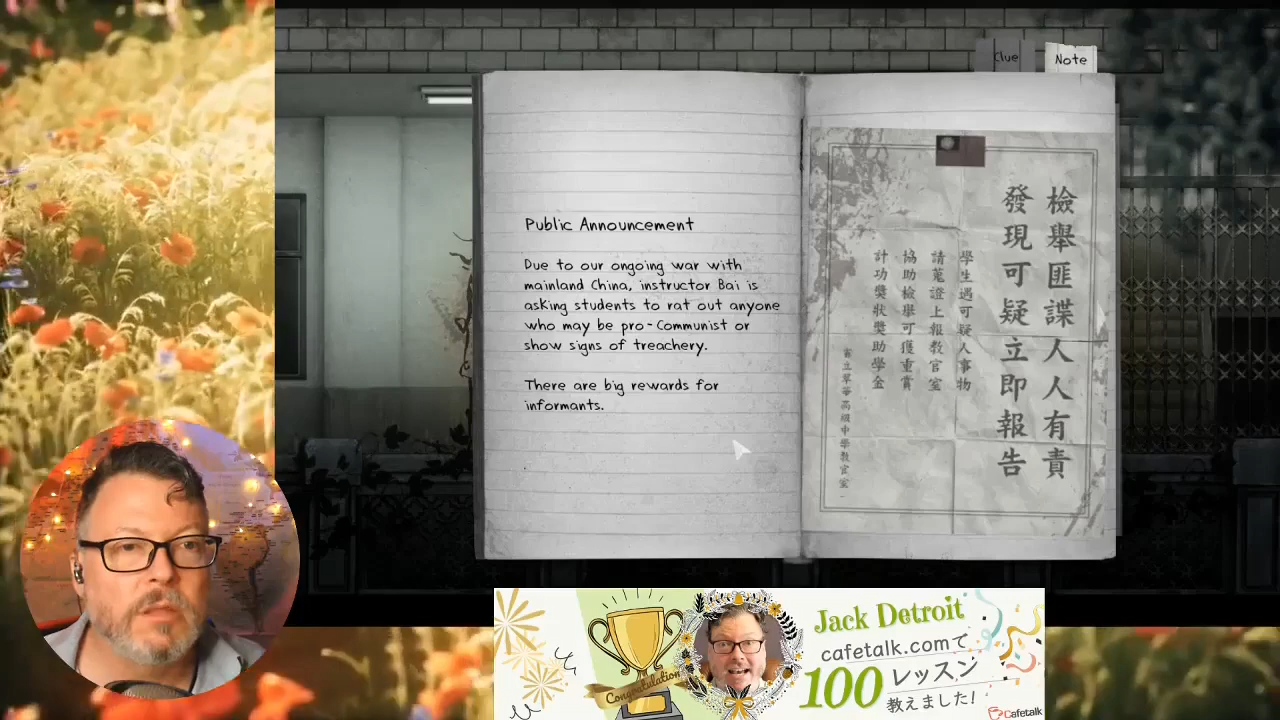 Clue
Note
Public Announcement
Due to our ongoing war with
mainland China, instructor Bai is
asking students to rat out anyone
who may be pro-Communist or
show signs of treachery.
There are big rewards for
informants.
檢舉匪諜人人有責
發現可疑立即報告
學生遇可疑人事物
請蒐證上報教官室
協助檢舉可獲重賞
計功獎狀獎助學金
省立翠華高級中學教官室
Congratulation
Jack Detroit
cafetalk.comで
100レッスン
教えました!
Cafetalk